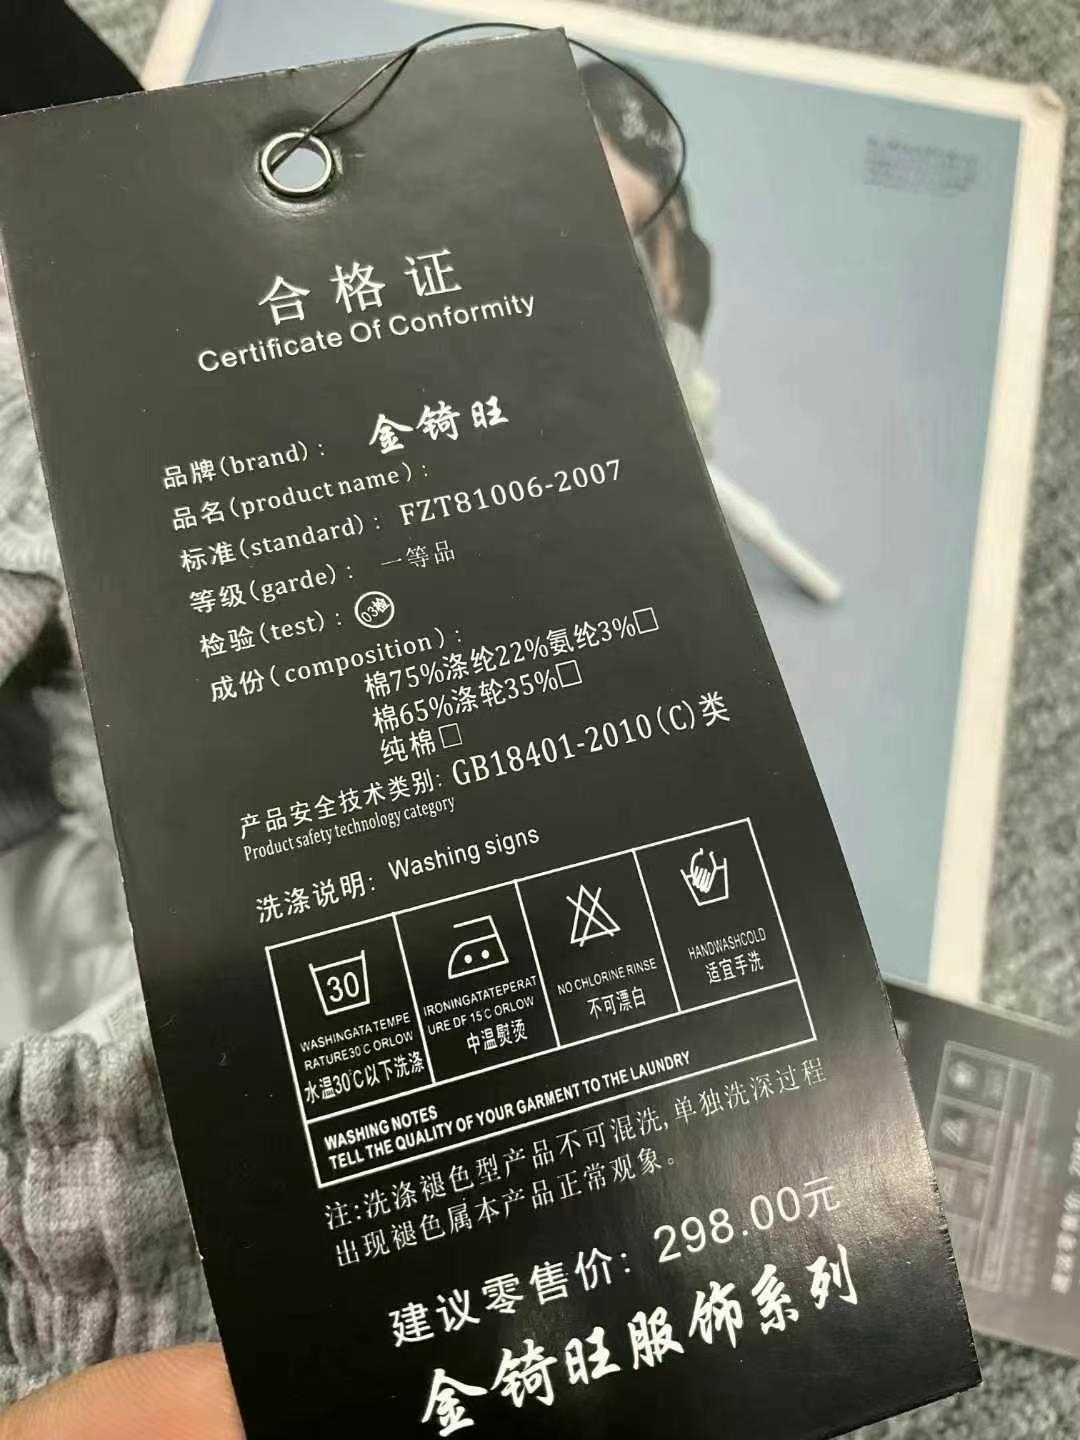 合格证
Certificate Of Conformity
品牌(brand)： 金锜旺
品名(product name)：
标准(standard)： FZT81006-2007
等级(garde)： 一等品
检验(test)： 03检
成份(composition)：
棉75%涤纶22%氨纶3%□
棉65%涤轮35%□
纯棉□
产品安全技术类别: GB18401-2010(C)类
Product safety technology category
洗涤说明: Washing signs
30
WASHINGATA TEMPE
RATURE30℃ ORLOW
水温30℃以下洗涤
IRONINGATATEPERAT
URE DF 15℃ ORLOW
中温熨烫
NO CHLORINE RINSE
不可漂白
HANDWASHCOLD
适宜手洗
WASHING NOTES
TELL THE QUALITY OF YOUR GARMENT TO THE LAUNDRY
注:洗涤褪色型产品不可混洗,单独洗深过程
出现褪色属本产品正常观象。
建议零售价: 298.00元
金锜旺服饰系列